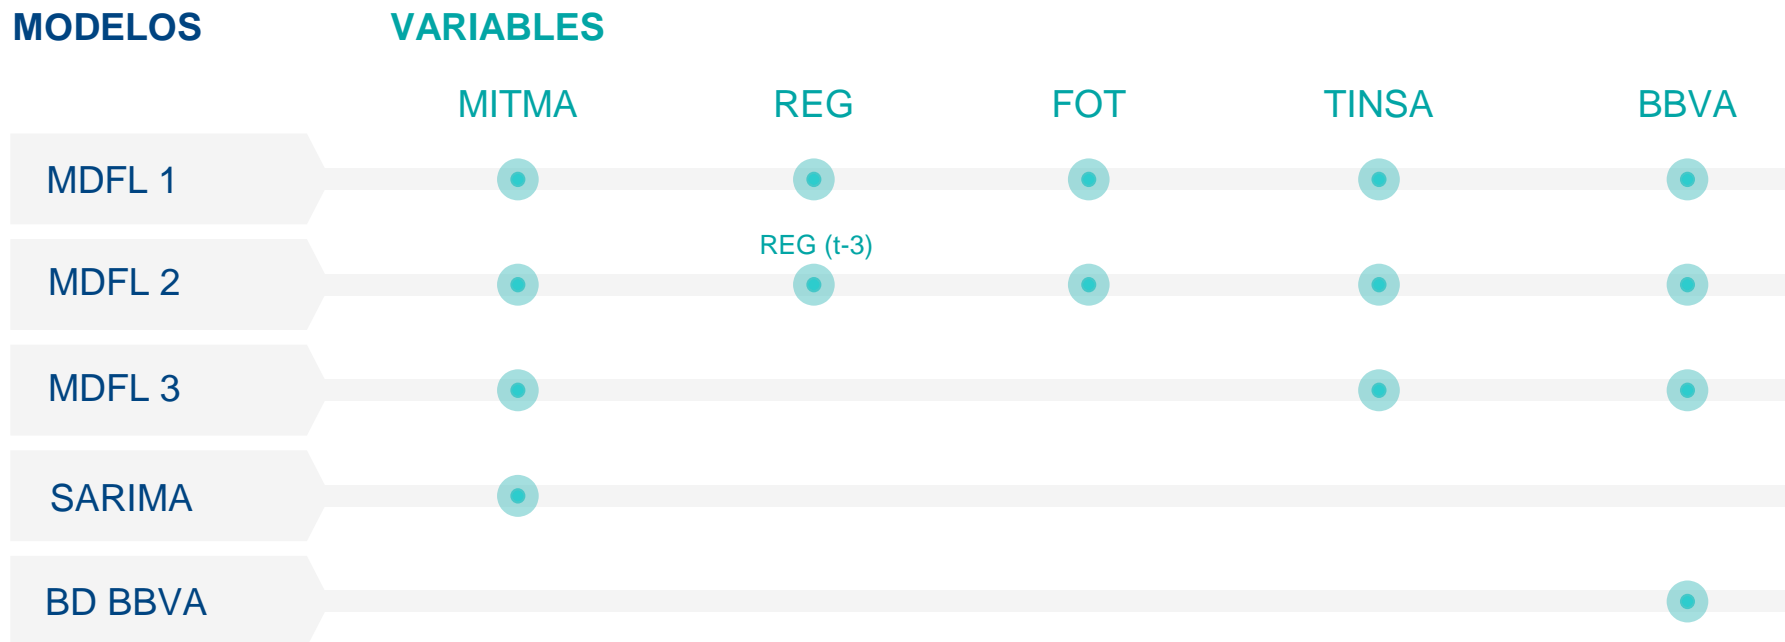 MODELOS VARIABLES
MITMA REG FOT TINSA BBVA
MDFL 1
REG (t-3)
MDFL 2
MDFL 3
SARIMA
BD BBVA